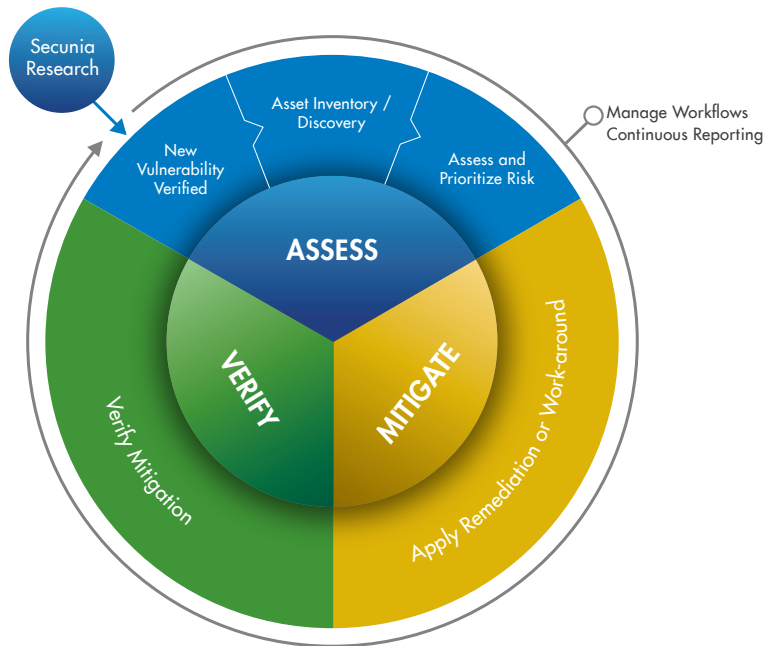 Secunia
Research
New
Vulnerability
Verified
Asset Inventory /
Discovery
Assess and
Prioritize Risk
Manage Workflows
Continuous Reporting
ASSESS
VERIFY
MITIGATE
Verify Mitigation
Apply Remediation or Work-around